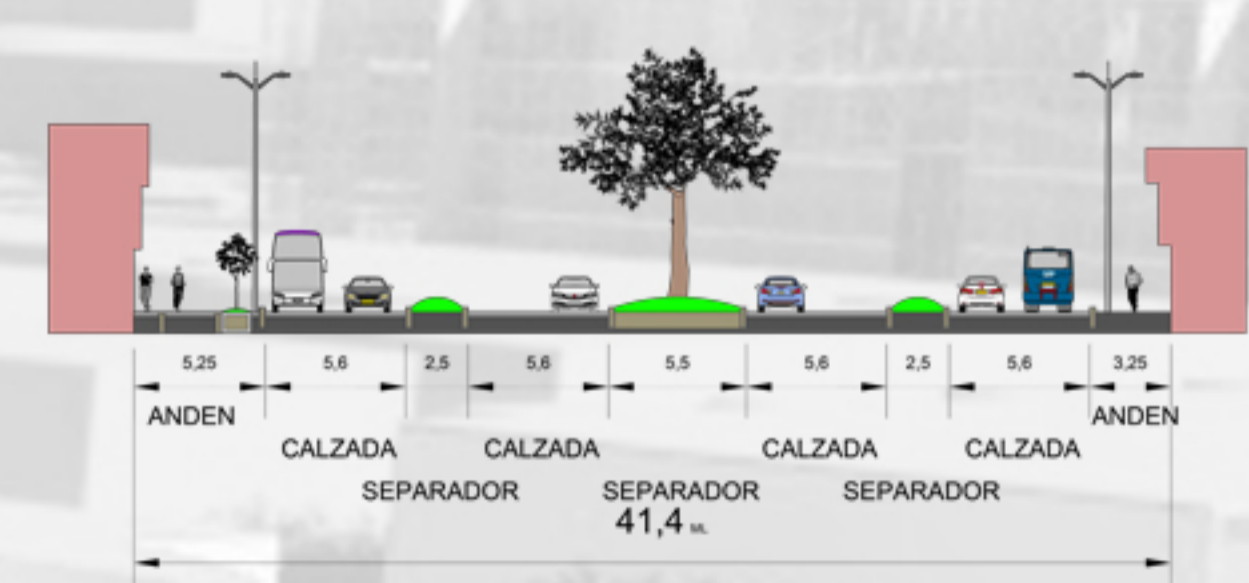 5,25 5,6 2,5 5,6 5,5 5,6 2,5 5,6 3,25
ANDEN ANDEN
CALZADA CALZADA CALZADA CALZADA
SEPARADOR SEPARADOR SEPARADOR
41,4 ML